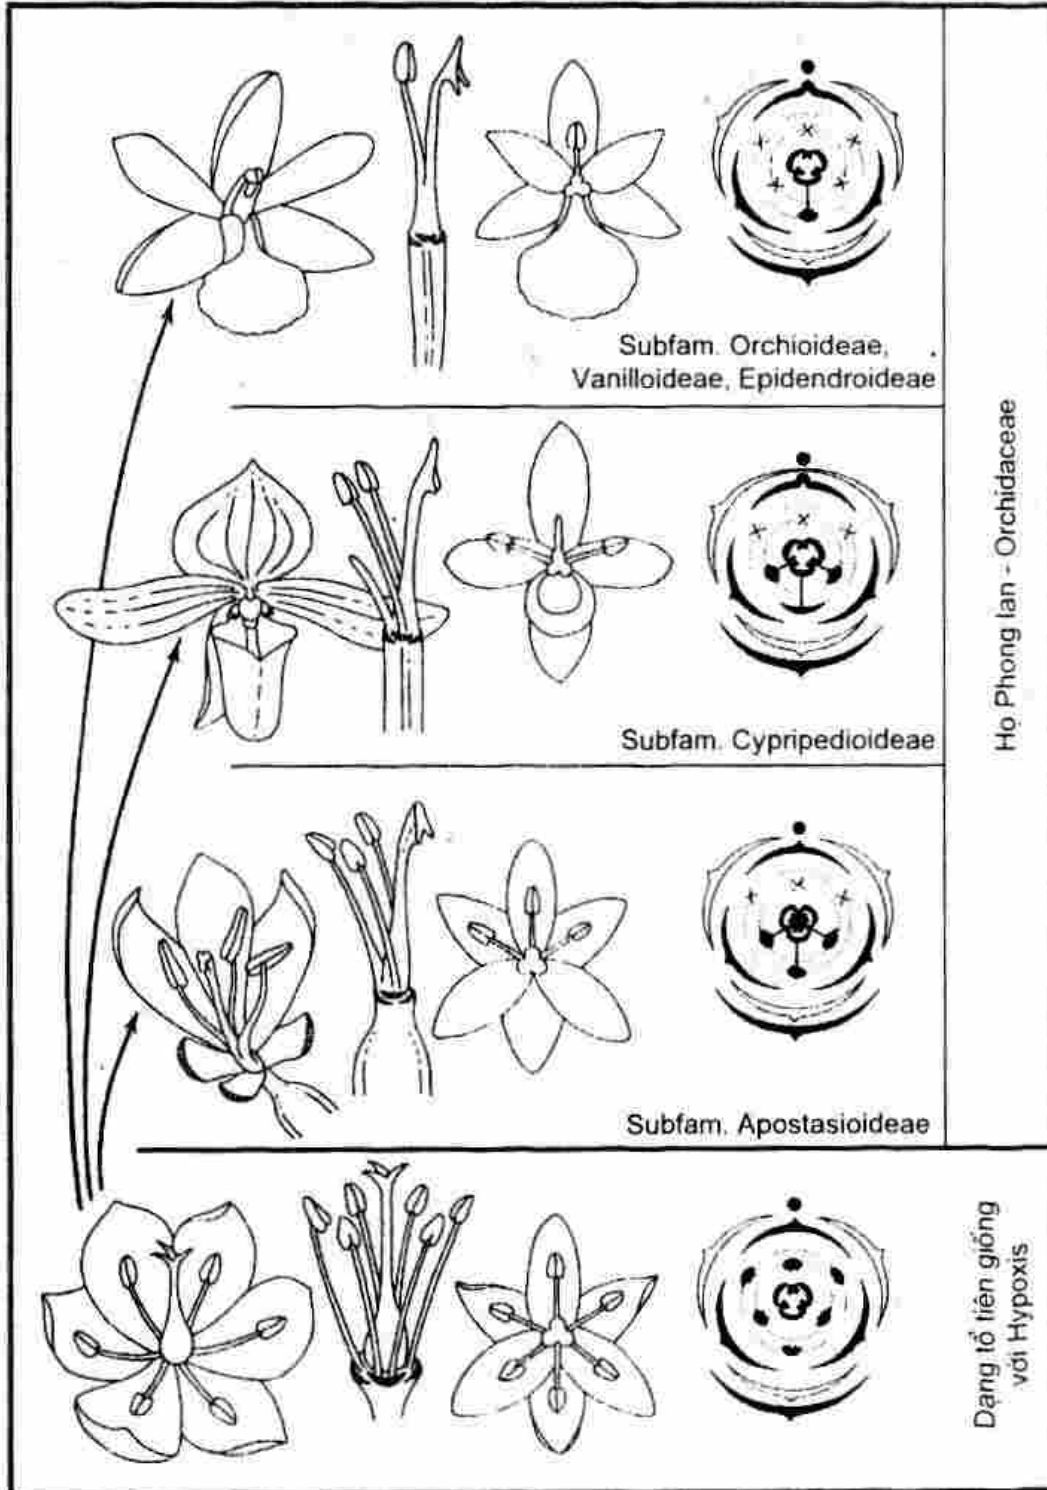 Subfam. Orchioideae,
Vanilloideae, Epidendroideae
Subfam. Cypripedioideae
Subfam. Apostasioideae
Họ Phong lan - Orchidaceae
Dạng tổ tiên giống
với Hypoxis